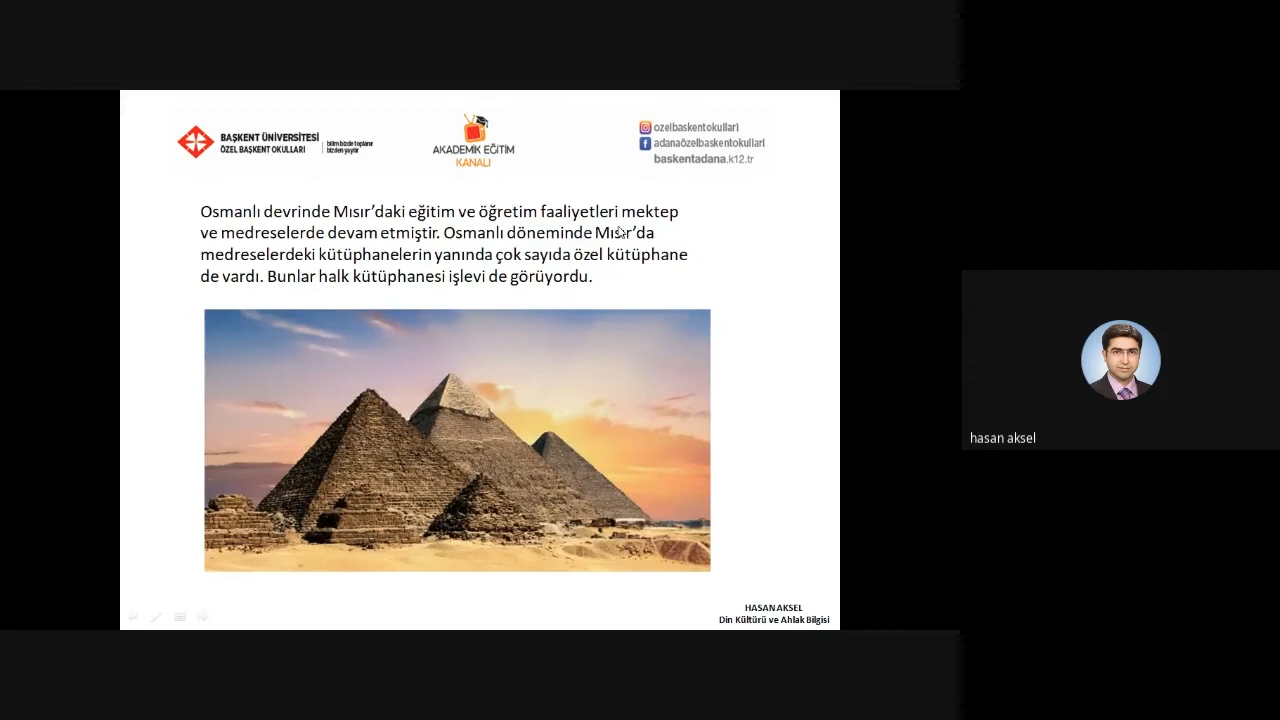 BAŞKENT ÜNİVERSİTESİ
ÖZEL BAŞKENT OKULLARI
bilim bizde toplanır
bizden yayılır
AKADEMİK EĞİTİM
KANALI
ozelbaskentokullari
adanaözelbaskentokullari
baskentadana.k12.tr
Osmanlı devrinde Mısır’daki eğitim ve öğretim faaliyetleri mektep
ve medreselerde devam etmiştir. Osmanlı döneminde Mısır’da
medreselerdeki kütüphanelerin yanında çok sayıda özel kütüphane
de vardı. Bunlar halk kütüphanesi işlevi de görüyordu.
HASAN AKSEL
Din Kültürü ve Ahlak Bilgisi
hasan aksel